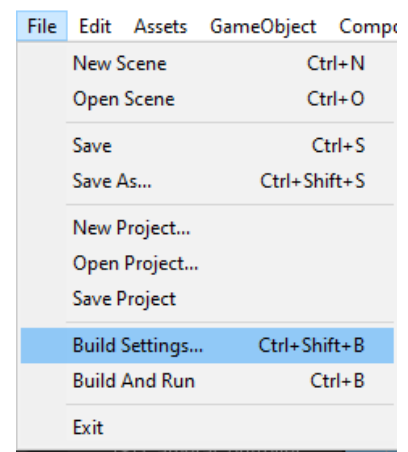 File Edit Assets GameObject Compo
New Scene Ctrl+N
Open Scene Ctrl+O
Save Ctrl+S
Save As... Ctrl+Shift+S
New Project...
Open Project...
Save Project
Build Settings... Ctrl+Shift+B
Build And Run Ctrl+B
Exit